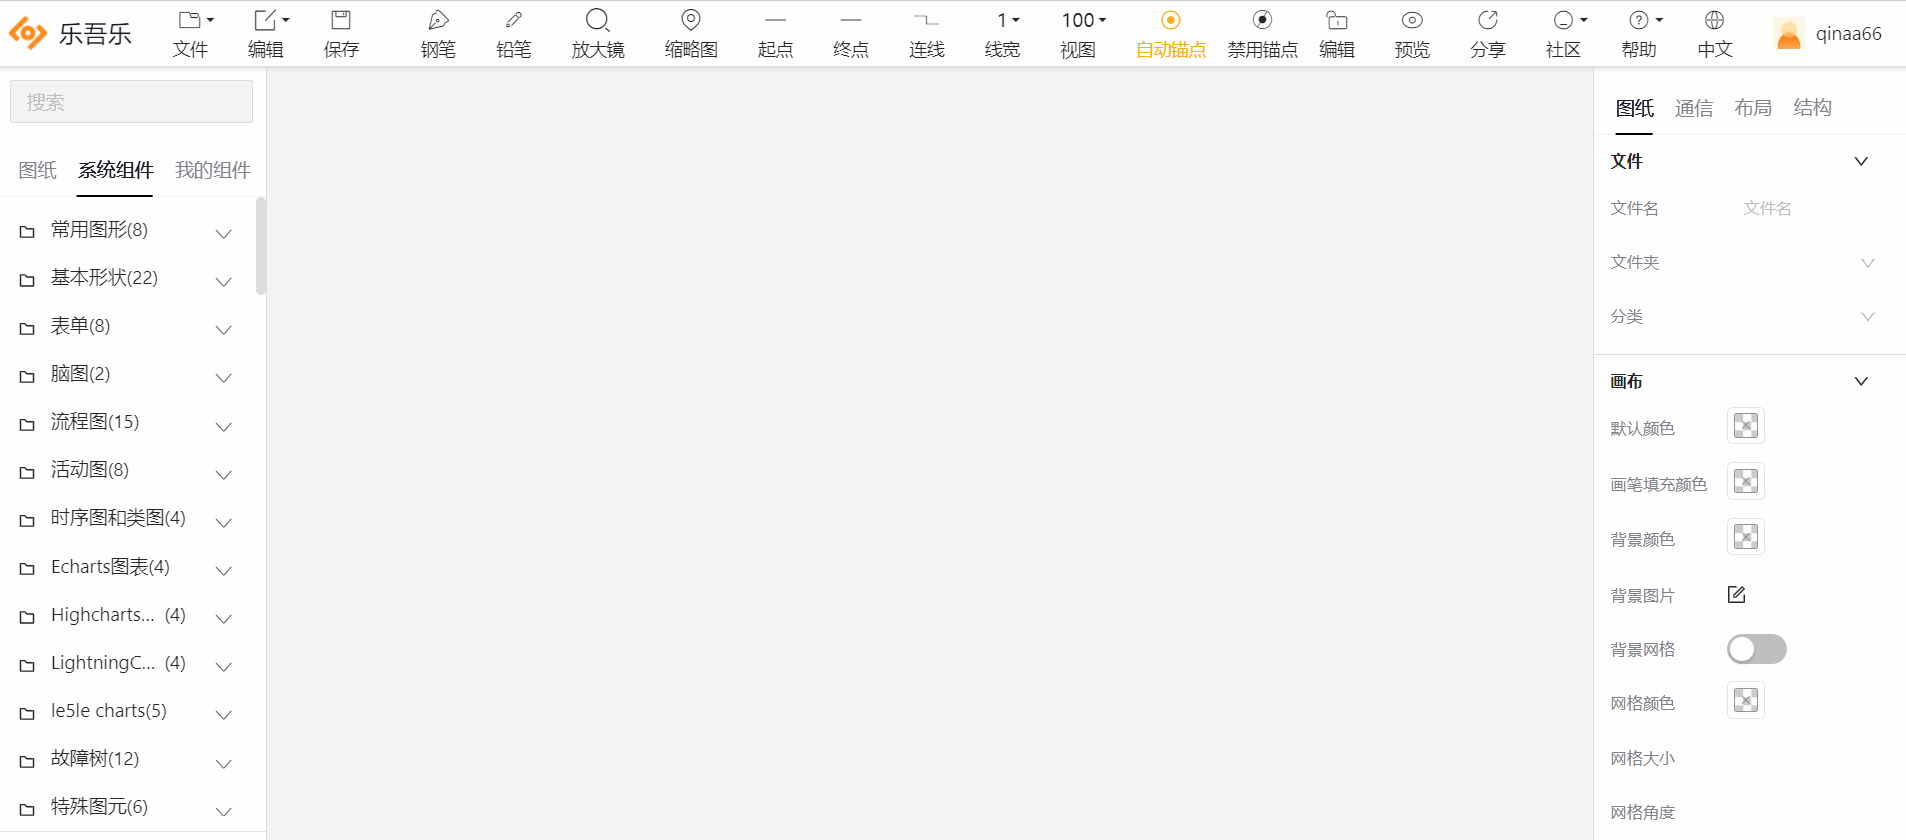 乐吾乐
文件
编辑
保存
钢笔
铅笔
放大镜
缩略图
起点
终点
连线
1
线宽
100
视图
自动锚点
禁用锚点
编辑
预览
分享
社区
帮助
中文
qinaa66
搜索
图纸 系统组件 我的组件
常用图形(8)
基本形状(22)
表单(8)
脑图(2)
流程图(15)
活动图(8)
时序图和类图(4)
Echarts图表(4)
Highcharts... (4)
LightningC... (4)
le5le charts(5)
故障树(12)
特殊图元(6)
图纸 通信 布局 结构
文件
文件名 文件名
文件夹
分类
画布
默认颜色
画笔填充颜色
背景颜色
背景图片
背景网格
网格颜色
网格大小
网格角度